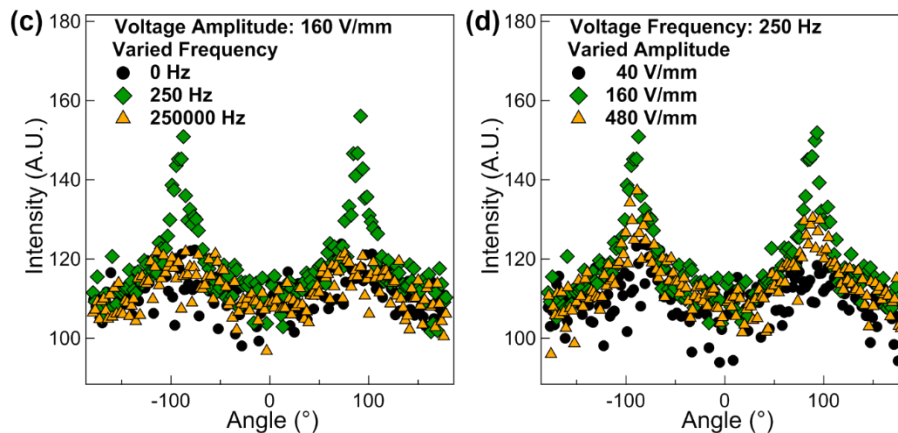 (c)
Voltage Amplitude: 160 V/mm
Varied Frequency
0 Hz
250 Hz
250000 Hz
180
160
140
120
100
Intensity (A.U.)
-100
0
100
Angle (°)
(d)
Voltage Frequency: 250 Hz
Varied Amplitude
40 V/mm
160 V/mm
480 V/mm
180
160
140
120
100
Intensity (A.U.)
-100
0
100
Angle (°)